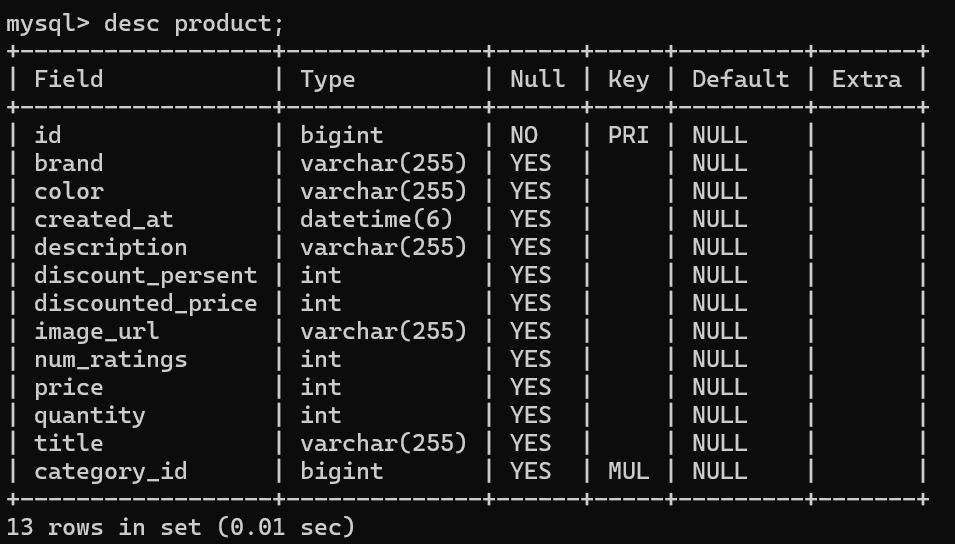 mysql> desc product;
+------------------+--------------+------+-----+---------+-------+
| Field            | Type         | Null | Key | Default | Extra |
+------------------+--------------+------+-----+---------+-------+
| id               | bigint       | NO   | PRI | NULL    |       |
| brand            | varchar(255) | YES  |     | NULL    |       |
| color            | varchar(255) | YES  |     | NULL    |       |
| created_at       | datetime(6)  | YES  |     | NULL    |       |
| description      | varchar(255) | YES  |     | NULL    |       |
| discount_persent | int          | YES  |     | NULL    |       |
| discounted_price | int          | YES  |     | NULL    |       |
| image_url        | varchar(255) | YES  |     | NULL    |       |
| num_ratings      | int          | YES  |     | NULL    |       |
| price            | int          | YES  |     | NULL    |       |
| quantity         | int          | YES  |     | NULL    |       |
| title            | varchar(255) | YES  |     | NULL    |       |
| category_id      | bigint       | YES  | MUL | NULL    |       |
+------------------+--------------+------+-----+---------+-------+
13 rows in set (0.01 sec)